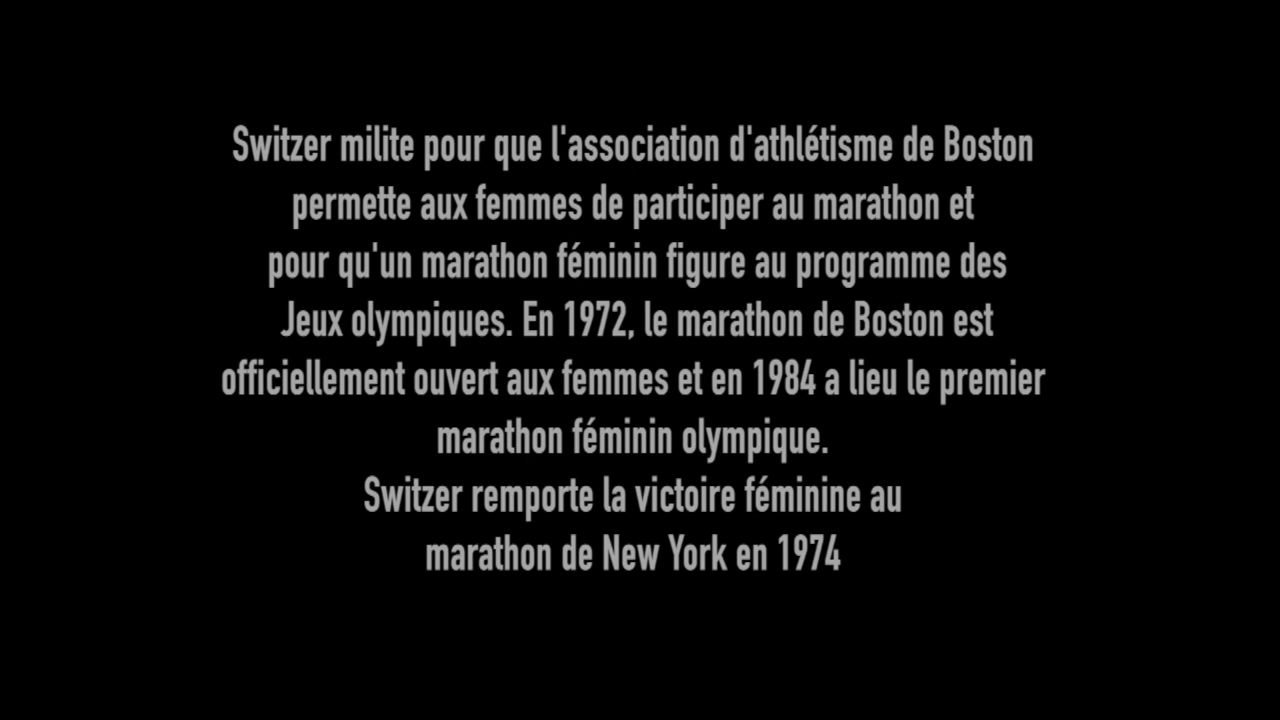 Switzer milite pour que l'association d'athlétisme de Boston
permette aux femmes de participer au marathon et
pour qu'un marathon féminin figure au programme des
Jeux olympiques. En 1972, le marathon de Boston est
officiellement ouvert aux femmes et en 1984 a lieu le premier
marathon féminin olympique.
Switzer remporte la victoire féminine au
marathon de New York en 1974